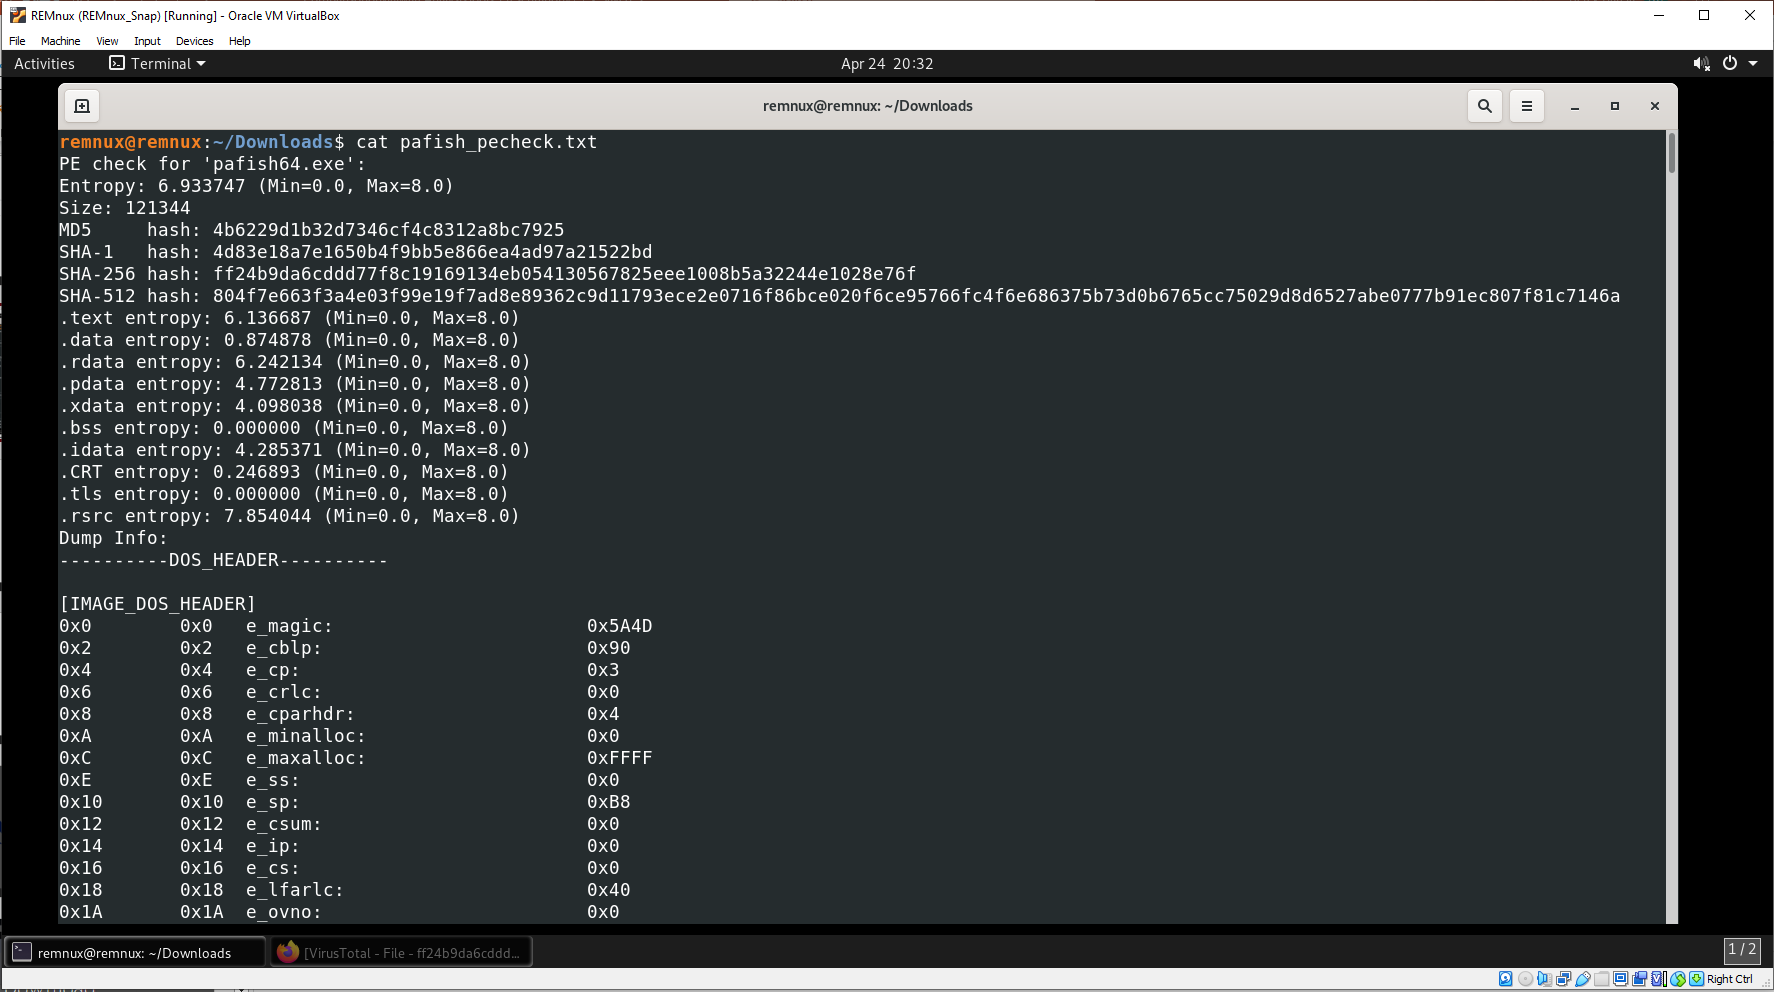 REMnux (REMnux_Snap) [Running] - Oracle VM VirtualBox
File Machine View Input Devices Help
Activities Terminal Apr 24 20:32
remnux@remnux: ~/Downloads
remnux@remnux:~/Downloads$ cat pafish_pecheck.txt
PE check for 'pafish64.exe':
Entropy: 6.933747 (Min=0.0, Max=8.0)
Size: 121344
MD5     hash: 4b6229d1b32d7346cf4c8312a8bc7925
SHA-1   hash: 4d83e18a7e1650b4f9bb5e866ea4ad97a21522bd
SHA-256 hash: ff24b9da6cddd77f8c19169134eb054130567825eee1008b5a32244e1028e76f
SHA-512 hash: 804f7e663f3a4e03f99e19f7ad8e89362c9d11793ece2e0716f86bce020f6ce95766fc4f6e686375b73d0b6765cc75029d8d6527abe0777b91ec807f81c7146a
.text entropy: 6.136687 (Min=0.0, Max=8.0)
.data entropy: 0.874878 (Min=0.0, Max=8.0)
.rdata entropy: 6.242134 (Min=0.0, Max=8.0)
.pdata entropy: 4.772813 (Min=0.0, Max=8.0)
.xdata entropy: 4.098038 (Min=0.0, Max=8.0)
.bss entropy: 0.000000 (Min=0.0, Max=8.0)
.idata entropy: 4.285371 (Min=0.0, Max=8.0)
.CRT entropy: 0.246893 (Min=0.0, Max=8.0)
.tls entropy: 0.000000 (Min=0.0, Max=8.0)
.rsrc entropy: 7.854044 (Min=0.0, Max=8.0)
Dump Info:
----------DOS_HEADER----------
[IMAGE_DOS_HEADER]
0x0        0x0   e_magic:                       0x5A4D
0x2        0x2   e_cblp:                        0x90
0x4        0x4   e_cp:                          0x3
0x6        0x6   e_crlc:                        0x0
0x8        0x8   e_cparhdr:                     0x4
0xA        0xA   e_minalloc:                    0x0
0xC        0xC   e_maxalloc:                    0xFFFF
0xE        0xE   e_ss:                          0x0
0x10       0x10  e_sp:                          0xB8
0x12       0x12  e_csum:                        0x0
0x14       0x14  e_ip:                          0x0
0x16       0x16  e_cs:                          0x0
0x18       0x18  e_lfarlc:                      0x40
0x1A       0x1A  e_ovno:                        0x0
remnux@remnux: ~/Downloads [VirusTotal - File - ff24b9da6cddd... 1 / 2
Right Ctrl